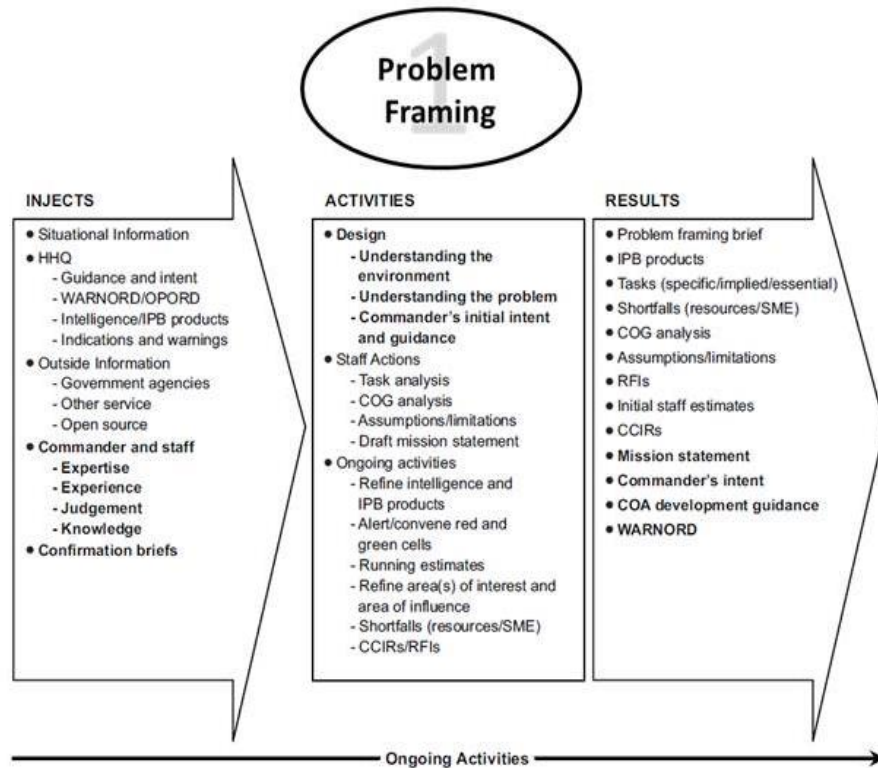 1
Problem
Framing
INJECTS
● Situational Information
● HHQ
- Guidance and intent
- WARNORD/OPORD
- Intelligence/IPB products
- Indications and warnings
● Outside Information
- Government agencies
- Other service
- Open source
● Commander and staff
- Expertise
- Experience
- Judgement
- Knowledge
● Confirmation briefs
ACTIVITIES
● Design
- Understanding the
environment
- Understanding the problem
- Commander's initial intent
and guidance
● Staff Actions
- Task analysis
- COG analysis
- Assumptions/limitations
- Draft mission statement
● Ongoing activities
- Refine intelligence and
IPB products
- Alert/convene red and
green cells
- Running estimates
- Refine area(s) of interest and
area of influence
- Shortfalls (resources/SME)
- CCIRs/RFIs
RESULTS
● Problem framing brief
● IPB products
● Tasks (specific/implied/essential)
● Shortfalls (resources/SME)
● COG analysis
● Assumptions/limitations
● RFIs
● Initial staff estimates
● CCIRs
● Mission statement
● Commander's intent
● COA development guidance
● WARNORD
Ongoing Activities